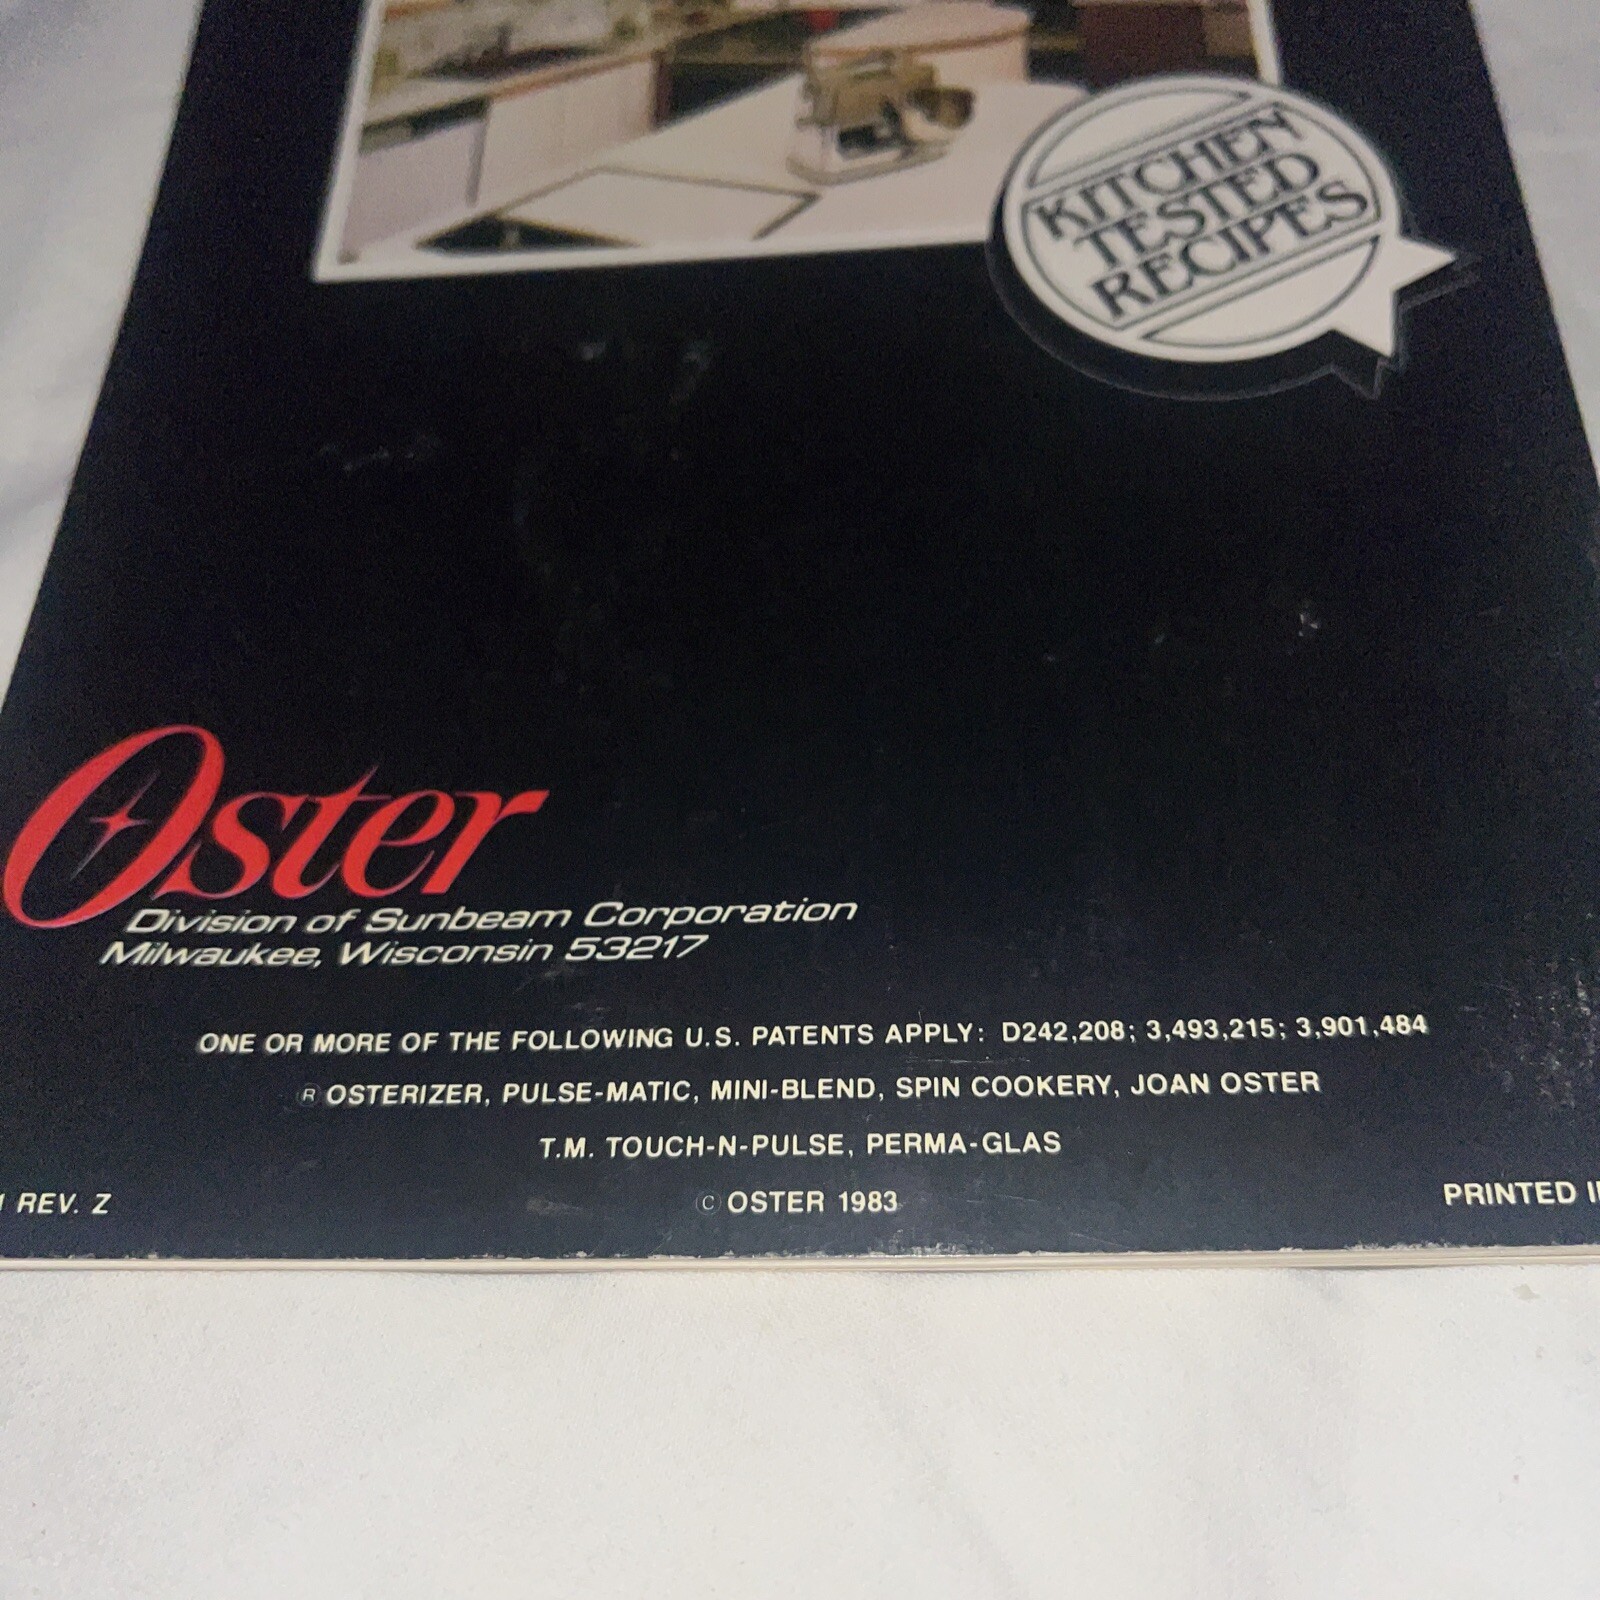 KITCHEN
TESTED
RECIPES
Oster
Division of Sunbeam Corporation
Milwaukee, Wisconsin 53217
ONE OR MORE OF THE FOLLOWING U.S. PATENTS APPLY: D242,208; 3,493,215; 3,901,484
® OSTERIZER, PULSE-MATIC, MINI-BLEND, SPIN COOKERY, JOAN OSTER
T.M. TOUCH-N-PULSE, PERMA-GLAS
REV. Z
© OSTER 1983
PRINTED